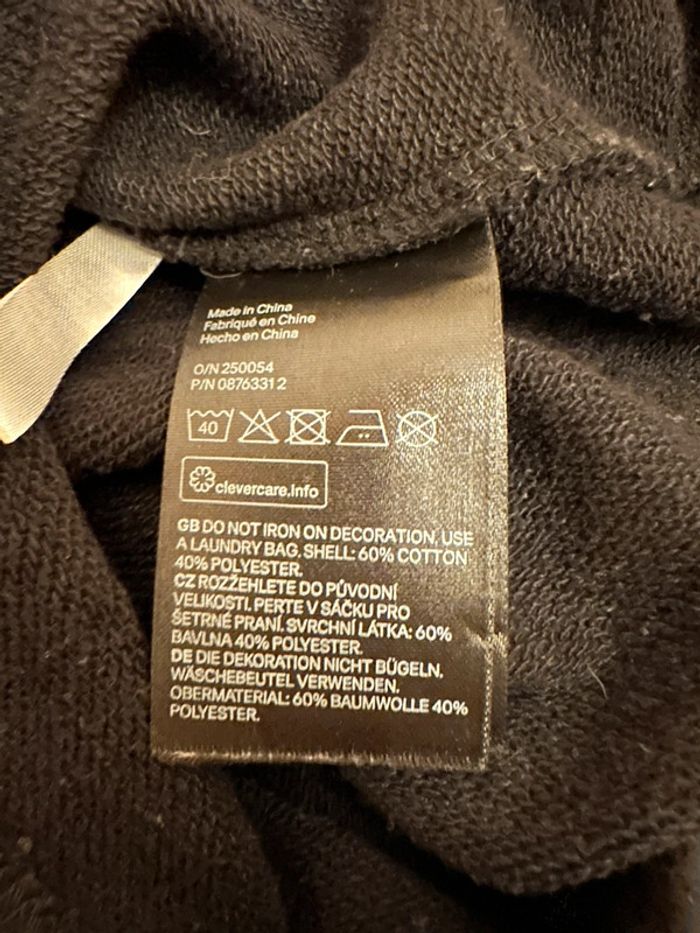 Made in China
Fabriqué en Chine
Hecho en China
O/N 250054
P/N 0876331 2
40
clevercare.info
GB DO NOT IRON ON DECORATION. USE
A LAUNDRY BAG. SHELL: 60% COTTON
40% POLYESTER.
CZ ROZŽEHLETE DO PŮVODNÍ
VELIKOSTI. PERTE V SÁČKU PRO
ŠETRNÉ PRANÍ. SVRCHNÍ LÁTKA: 60%
BAVLNA 40% POLYESTER.
DE DIE DEKORATION NICHT BÜGELN.
WÄSCHEBEUTEL VERWENDEN.
OBERMATERIAL: 60% BAUMWOLLE 40%
POLYESTER.